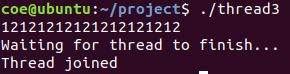 coe@ubuntu:~/project$ ./thread3
12121212121212121212
Waiting for thread to finish...
Thread joined